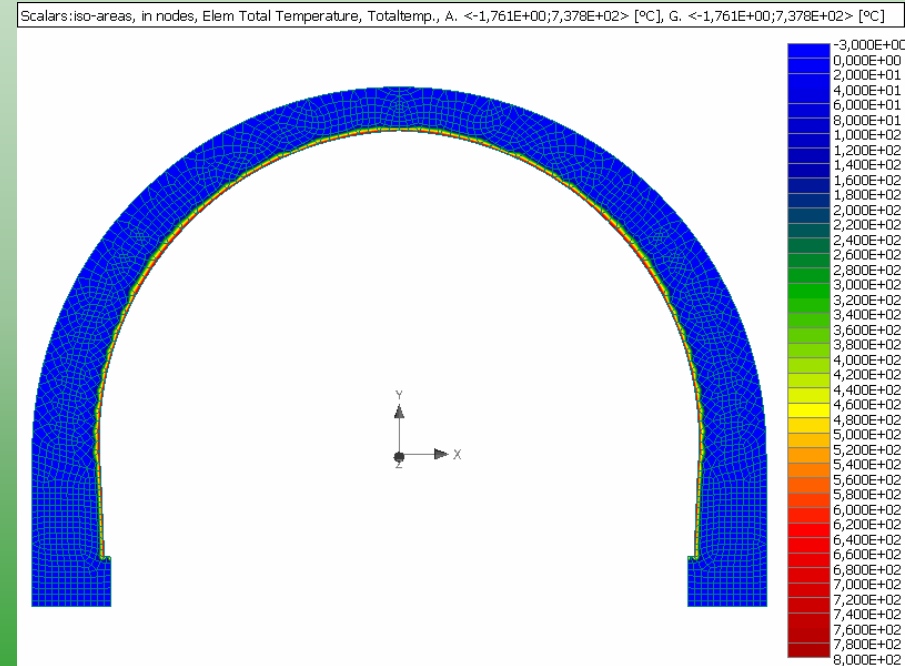 Scalars:iso-areas, in nodes, Elem Total Temperature, Totaltemp., A. <-1,761E+00;7,378E+02> [ºC], G. <-1,761E+00;7,378E+02> [ºC]
-3,000E+00
0,000E+00
2,000E+01
4,000E+01
6,000E+01
8,000E+01
1,000E+02
1,200E+02
1,400E+02
1,600E+02
1,800E+02
2,000E+02
2,200E+02
2,400E+02
2,600E+02
2,800E+02
3,000E+02
3,200E+02
3,400E+02
3,600E+02
3,800E+02
4,000E+02
4,200E+02
4,400E+02
4,600E+02
4,800E+02
5,000E+02
5,200E+02
5,400E+02
5,600E+02
5,800E+02
6,000E+02
6,200E+02
6,400E+02
6,600E+02
6,800E+02
7,000E+02
7,200E+02
7,400E+02
7,600E+02
7,800E+02
8,000E+02
Y
X
Z